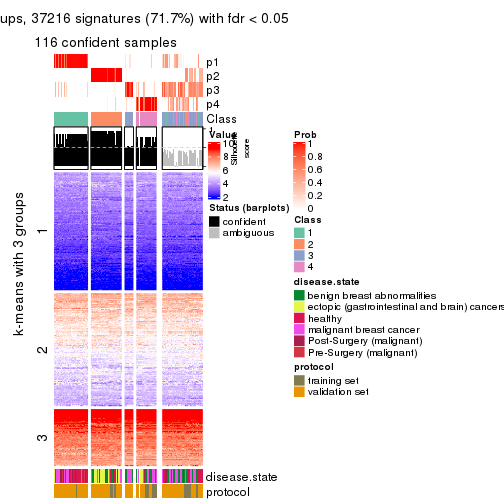 ups, 37216 signatures (71.7%) with fdr < 0.05
116 confident samples
p1
p2
p3
p4
Class
1
2
3
k-means with 3 groups
disease.state
protocol
Silhouette
score
Value
10
8
6
4
2
Status (barplots)
confident
ambiguous
Prob
1
0.8
0.6
0.4
0.2
0
Class
1
2
3
4
disease.state
benign breast abnormalities
ectopic (gastrointestinal and brain) cancers
healthy
malignant breast cancer
Post-Surgery (malignant)
Pre-Surgery (malignant)
protocol
training set
validation set